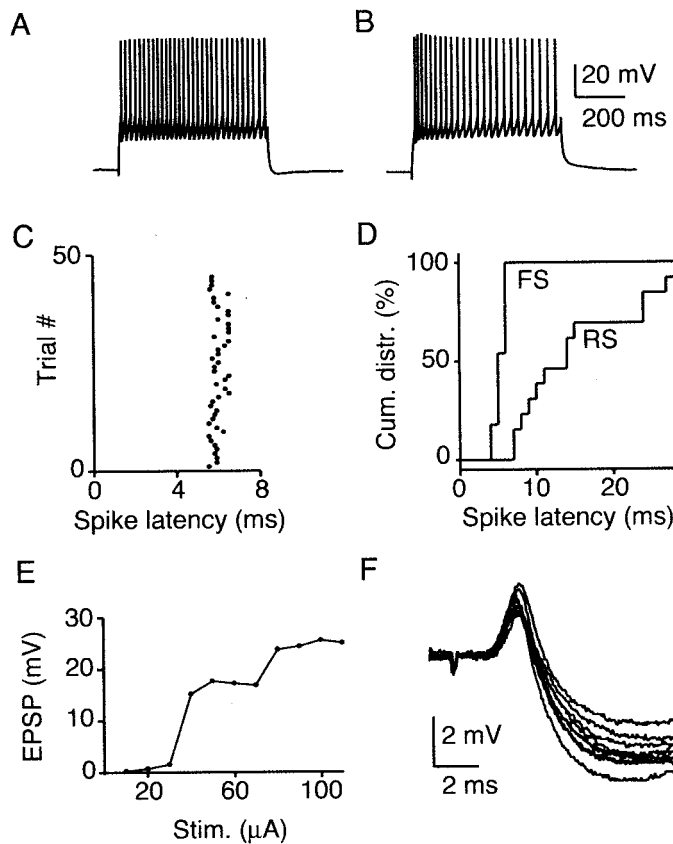 A
B
20 mV
200 ms
C
50
Trial #
0
0
4
8
Spike latency (ms)
D
100
Cum. distr. (%)
50
0
FS
RS
0
10
20
Spike latency (ms)
E
30
20
EPSP (mV)
10
0
20
60
100
Stim. (µA)
F
2 mV
2 ms